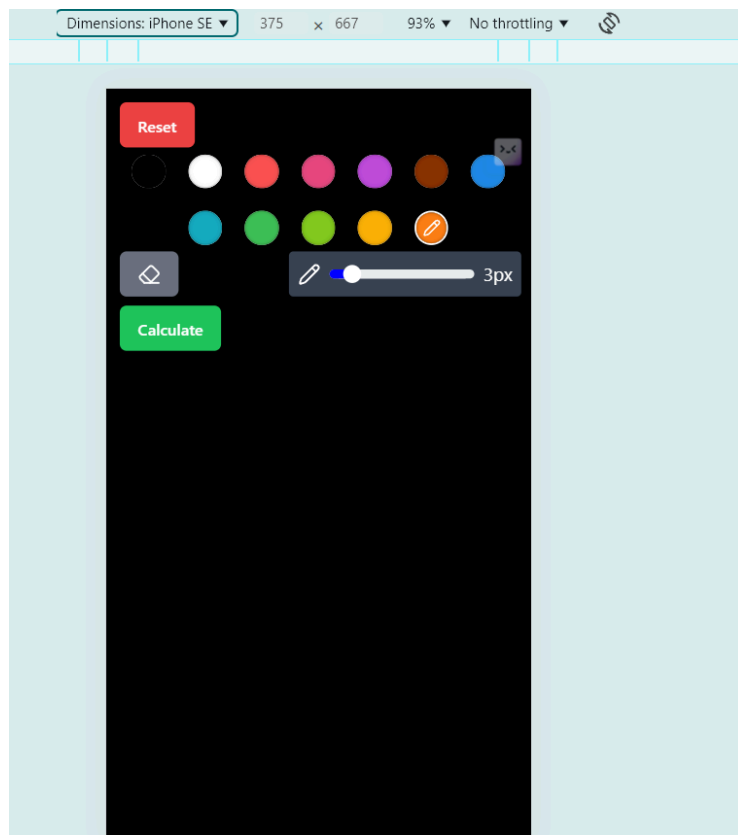 Dimensions: iPhone SE ▼ 375 × 667 93% ▼ No throttling ▼
Reset
>_<
3px
Calculate